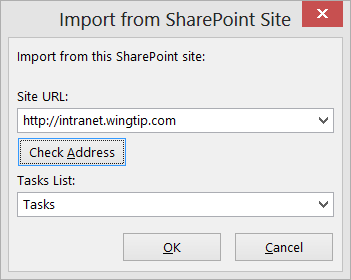 Import from SharePoint Site
Import from this SharePoint site:
Site URL:
http://intranet.wingtip.com
Check Address
Tasks List:
Tasks
OK
Cancel